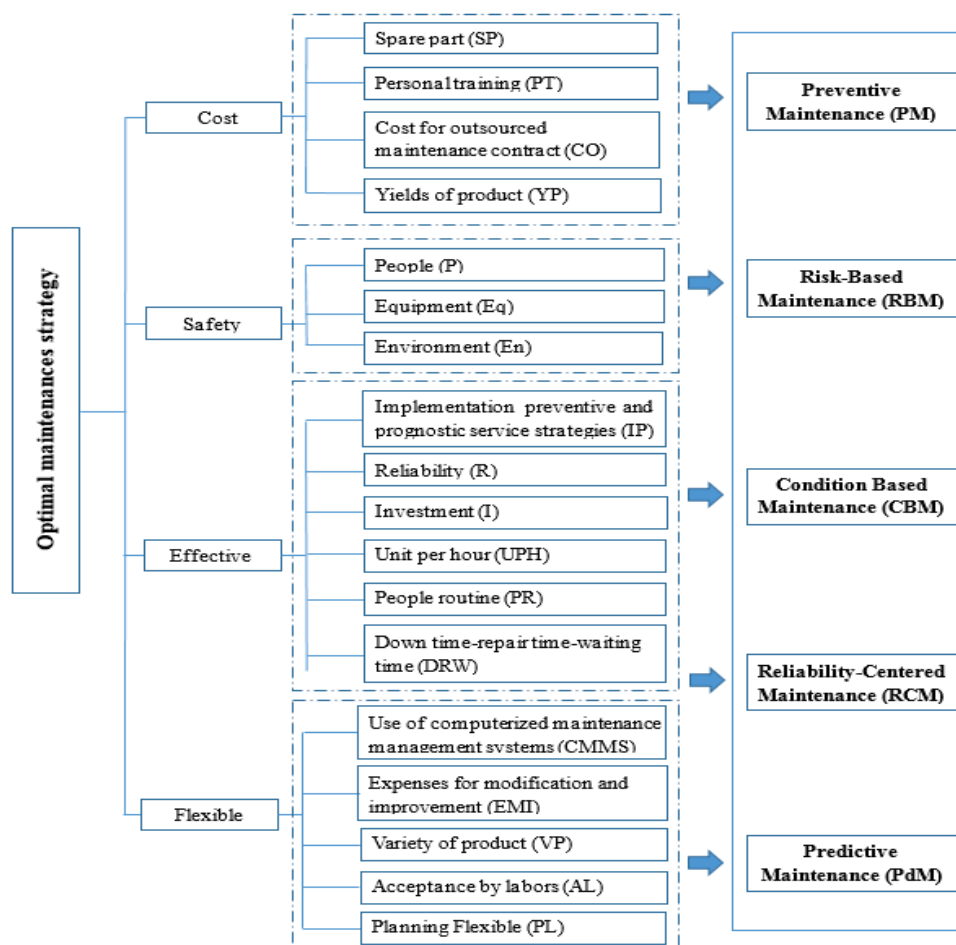 Optimal maintenances strategy
Cost
Spare part (SP)
Personal training (PT)
Cost for outsourced
maintenance contract (CO)
Yields of product (YP)
Safety
People (P)
Equipment (Eq)
Environment (En)
Effective
Implementation preventive and
prognostic service strategies (IP)
Reliability (R)
Investment (I)
Unit per hour (UPH)
People routine (PR)
Down time-repair time-waiting
time (DRW)
Flexible
Use of computerized maintenance
management systems (CMMS)
Expenses for modification and
improvement (EMI)
Variety of product (VP)
Acceptance by labors (AL)
Planning Flexible (PL)
Preventive
Maintenance (PM)
Risk-Based
Maintenance (RBM)
Condition Based
Maintenance (CBM)
Reliability-Centered
Maintenance (RCM)
Predictive
Maintenance (PdM)